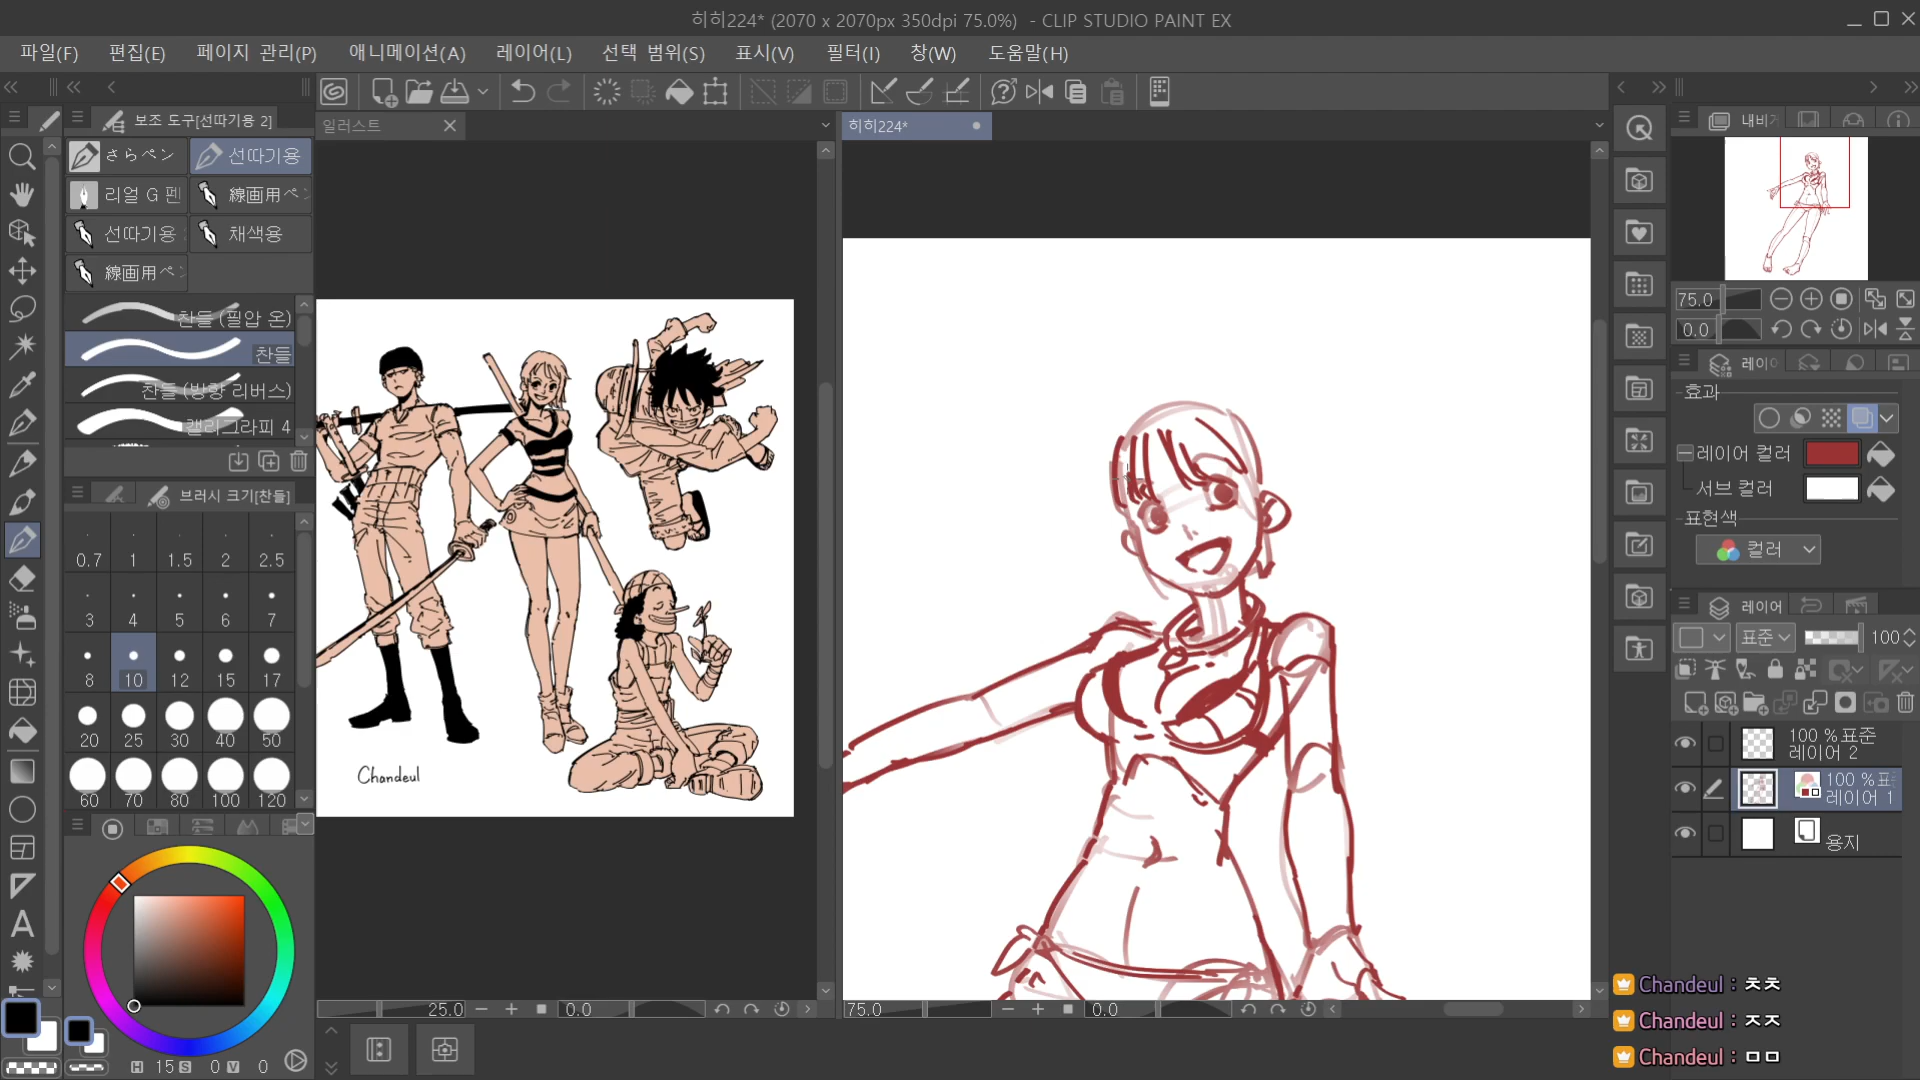 히히224* (2070 x 2070px 350dpi 75.0%) - CLIP STUDIO PAINT EX
파일(F) 편집(E) 페이지 관리(P) 애니메이션(A) 레이어(L) 선택 범위(S) 표시(V) 필터(I) 창(W) 도움말(H)
보조 도구[선따기용 2]
일러스트
히히224*
내비
さらペン 선따기용
리얼 G 펜 線画用ペ
선따기용 채색용
線画用ペ
찬들 (필압 온)
찬들
찬들 (방향 리버스)
캘리그라피 4
브러시 크기[찬들]
0.7 1 1.5 2 2.5
3 4 5 6 7
8 10 12 15 17
20 25 30 40 50
60 70 80 100 120
H 15 S 0 V 0
Chandeul
25.0 0.0
75.0 0.0
75.0
0.0
레이어
효과
레이어 컬러
서브 컬러
표현색
컬러
레이어
표준 100
100 % 표준
레이어 2
100 % 표
레이어 1
용지
Chandeul : ㅊㅊ
Chandeul : ㅈㅈ
Chandeul : ㅁㅁ